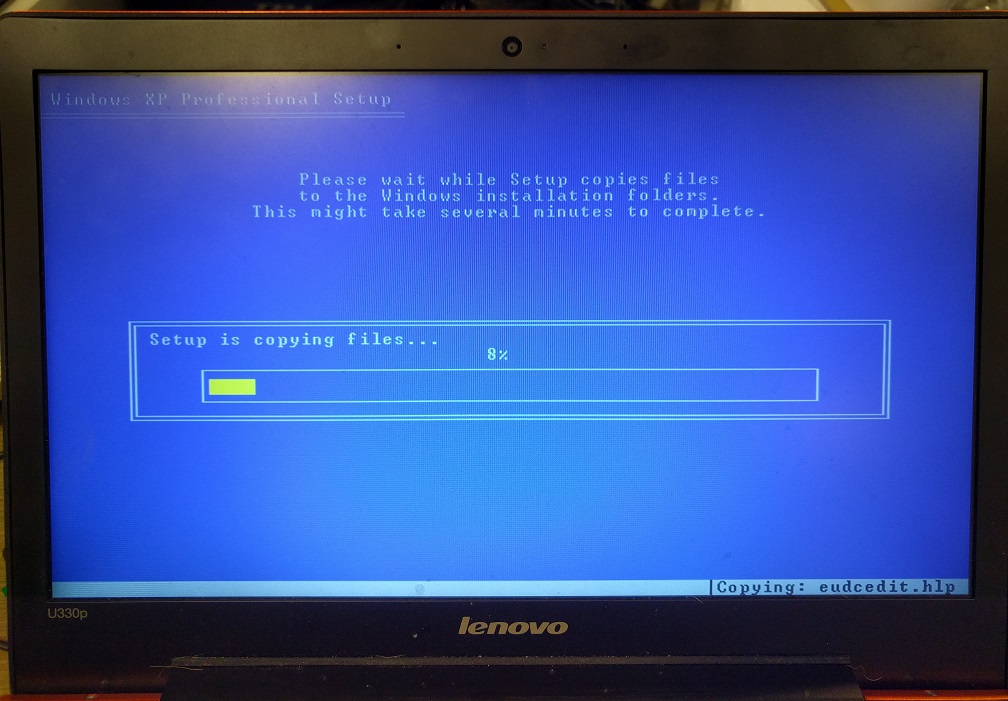 Windows XP Professional Setup
Please wait while Setup copies files
to the Windows installation folders.
This might take several minutes to complete.
Setup is copying files...
8%
Copying: eudcedit.hlp
U330p
lenovo